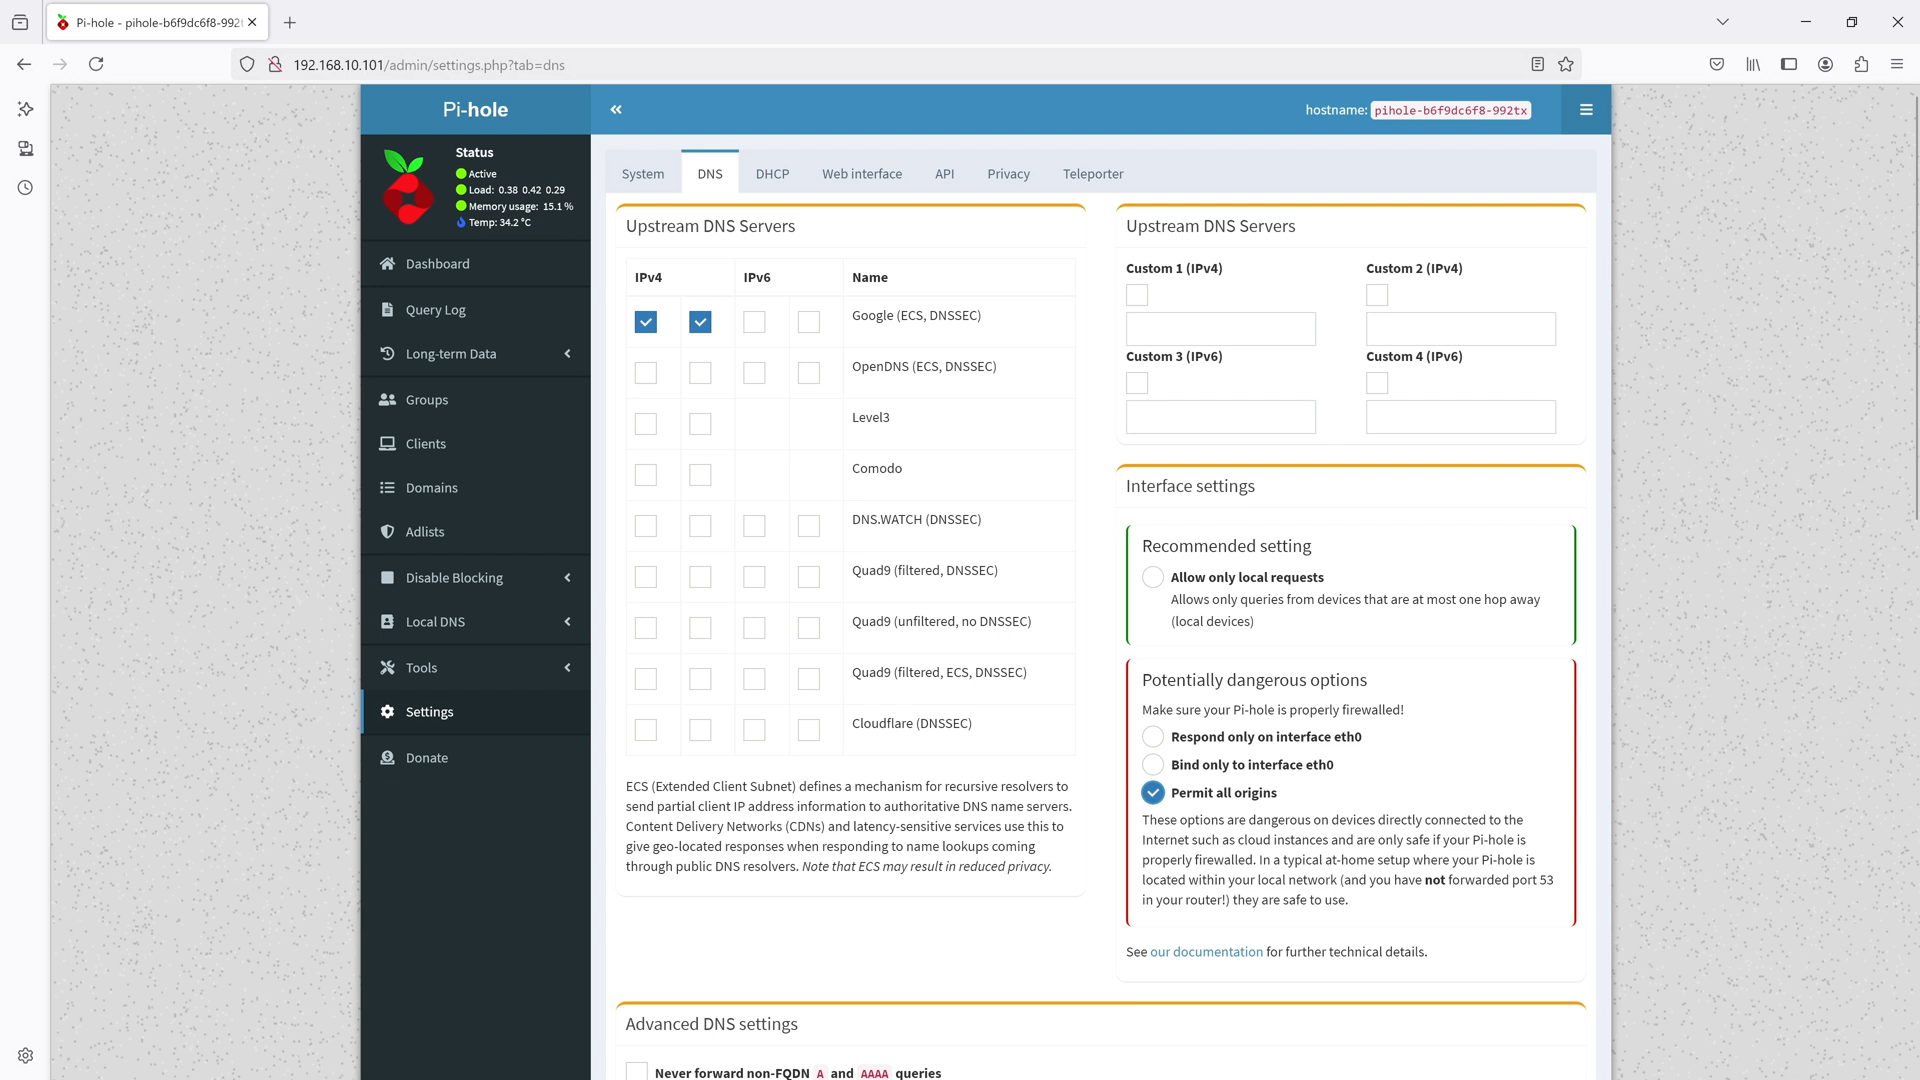 Pi-hole - pihole-b6f9dc6f8-992t
192.168.10.101/admin/settings.php?tab=dns
Pi-hole
hostname: pihole-b6f9dc6f8-992tx
Status
Active
Load: 0.38 0.42 0.29
Memory usage: 15.1 %
Temp: 34.2 °C
Dashboard
Query Log
Long-term Data
Groups
Clients
Domains
Adlists
Disable Blocking
Local DNS
Tools
Settings
Donate
System
DNS
DHCP
Web interface
API
Privacy
Teleporter
Upstream DNS Servers
IPv4 IPv6 Name
Google (ECS, DNSSEC)
OpenDNS (ECS, DNSSEC)
Level3
Comodo
DNS.WATCH (DNSSEC)
Quad9 (filtered, DNSSEC)
Quad9 (unfiltered, no DNSSEC)
Quad9 (filtered, ECS, DNSSEC)
Cloudflare (DNSSEC)
ECS (Extended Client Subnet) defines a mechanism for recursive resolvers to
send partial client IP address information to authoritative DNS name servers.
Content Delivery Networks (CDNs) and latency-sensitive services use this to
give geo-located responses when responding to name lookups coming
through public DNS resolvers. Note that ECS may result in reduced privacy.
Upstream DNS Servers
Custom 1 (IPv4)
Custom 2 (IPv4)
Custom 3 (IPv6)
Custom 4 (IPv6)
Interface settings
Recommended setting
Allow only local requests
Allows only queries from devices that are at most one hop away
(local devices)
Potentially dangerous options
Make sure your Pi-hole is properly firewalled!
Respond only on interface eth0
Bind only to interface eth0
Permit all origins
These options are dangerous on devices directly connected to the
Internet such as cloud instances and are only safe if your Pi-hole is
properly firewalled. In a typical at-home setup where your Pi-hole is
located within your local network (and you have not forwarded port 53
in your router!) they are safe to use.
See our documentation for further technical details.
Advanced DNS settings
Never forward non-FQDN A and AAAA queries